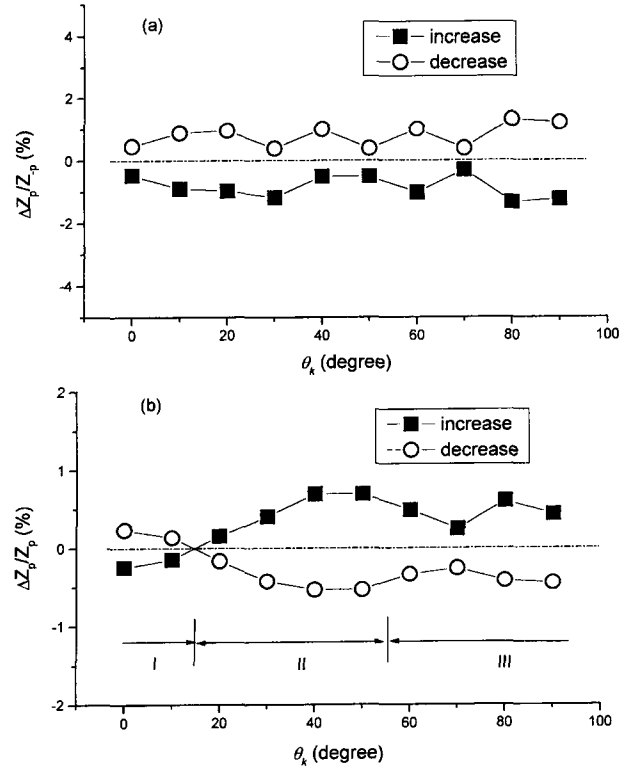 (a)
increase
decrease
ΔZp/Z-p (%)
4
2
0
-2
-4
0 20 40 60 80 100
θk (degree)
(b)
increase
decrease
ΔZp/Zp (%)
2
1
0
-1
-2
I II III
0 20 40 60 80 100
θk (degree)